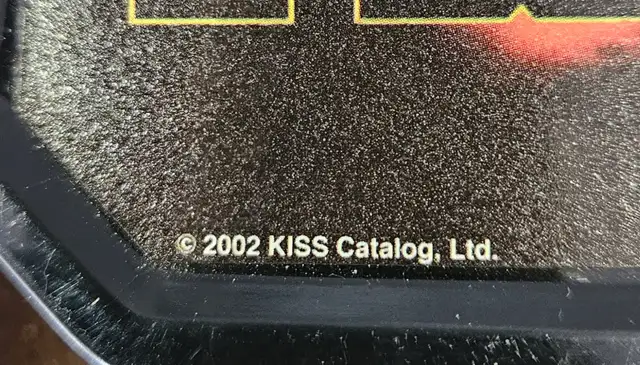 © 2002 KISS Catalog, Ltd.